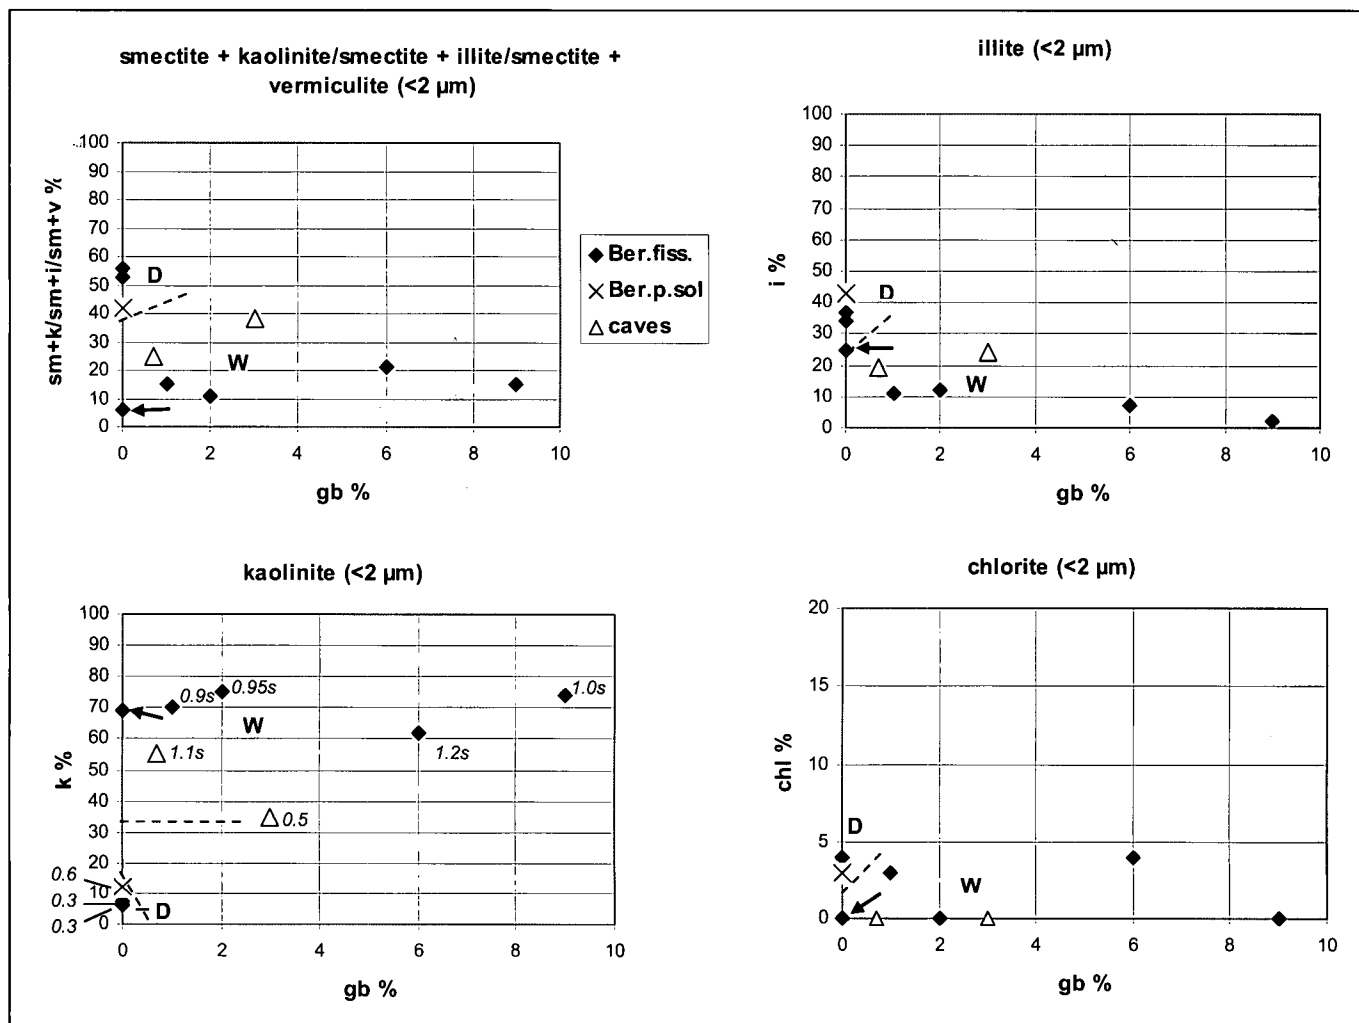 smectite + kaolinite/smectite + illite/smectite +
vermiculite (<2 µm)
100
90
80
70
60
50
40
30
20
10
0
sm+k/sm+i/sm+v %
D
W
0 2 4 6 8 10
gb %
Ber.fiss.
Ber.p.sol
caves
illite (<2 µm)
100
90
80
70
60
50
40
30
20
10
0
i %
D
W
0 2 4 6 8 10
gb %
kaolinite (<2 µm)
100
90
80
70
60
50
40
30
20
10
0
k %
0.9s
0.95s
1.0s
W
1.1s
1.2s
0.5
0.6
0.3
0.3
D
0 2 4 6 8 10
gb %
chlorite (<2 µm)
20
15
10
5
0
chl %
D
W
0 2 4 6 8 10
gb %